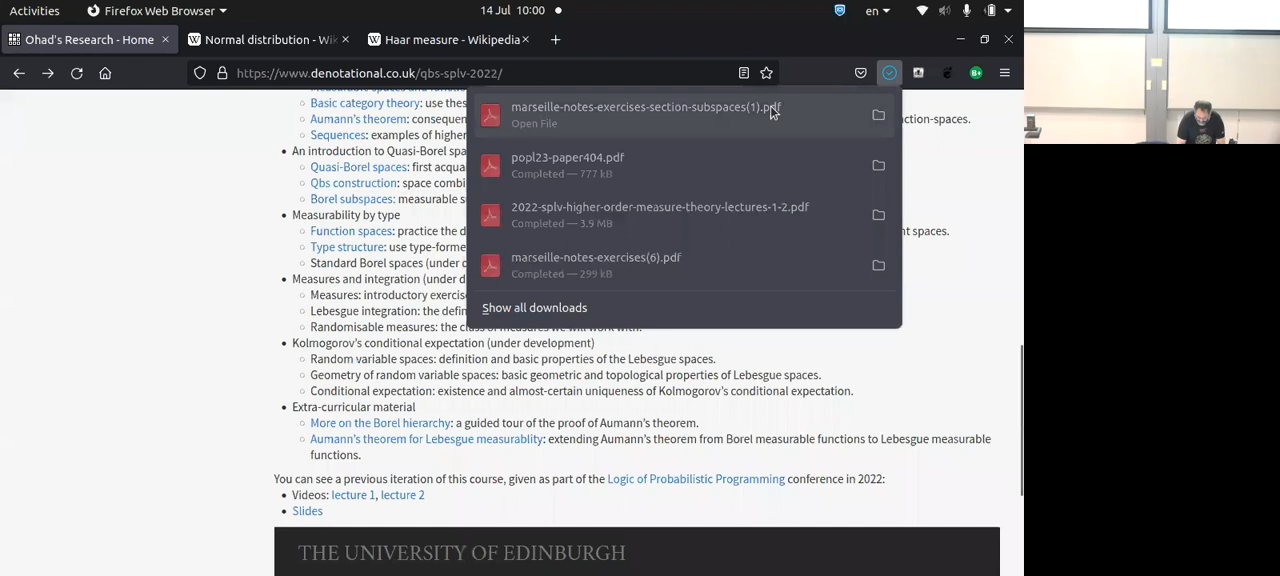 Activities
Firefox Web Browser
14 Jul 10:00
en
Ohad's Research - Home
Normal distribution - Wik
Haar measure - Wikipedia
https://www.denotational.co.uk/qbs-splv-2022/
marseille-notes-exercises-section-subspaces(1).pdf
Open File
popl23-paper404.pdf
Completed — 777 kB
2022-splv-higher-order-measure-theory-lectures-1-2.pdf
Completed — 3.9 MB
marseille-notes-exercises(6).pdf
Completed — 299 kB
Show all downloads
Basic category theory: use thes
Aumann's theorem: consequen
action-spaces.
Sequences: examples of higher
An introduction to Quasi-Borel spa
Quasi-Borel spaces: first acqua
Qbs construction: space combi
Borel subspaces: measurable s
Measurability by type
Function spaces: practice the d
ent spaces.
Type structure: use type-forme
Standard Borel spaces (under d
Measures and integration (under d
Measures: introductory exercise
Lebesgue integration: the defin
Randomisable measures: the class of measures we will work with.
Kolmogorov's conditional expectation (under development)
Random variable spaces: definition and basic properties of the Lebesgue spaces.
Geometry of random variable spaces: basic geometric and topological properties of Lebesgue spaces.
Conditional expectation: existence and almost-certain uniqueness of Kolmogorov's conditional expectation.
Extra-curricular material
More on the Borel hierarchy: a guided tour of the proof of Aumann's theorem.
Aumann's theorem for Lebesgue measurablity: extending Aumann's theorem from Borel measurable functions to Lebesgue measurable
functions.
You can see a previous iteration of this course, given as part of the Logic of Probabilistic Programming conference in 2022:
Videos: lecture 1, lecture 2
Slides
THE UNIVERSITY OF EDINBURGH